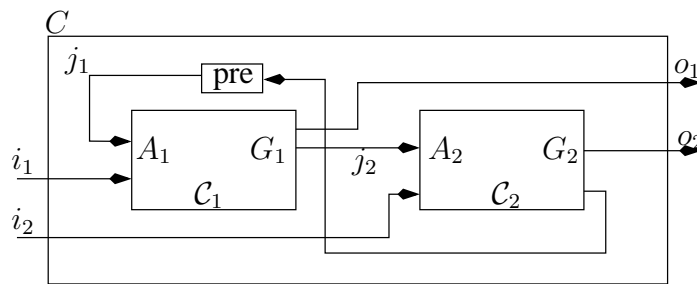 C
j₁ pre o₁
A₁ G₁ j₂ A₂ G₂ o₂
i₁
C₁ C₂
i₂